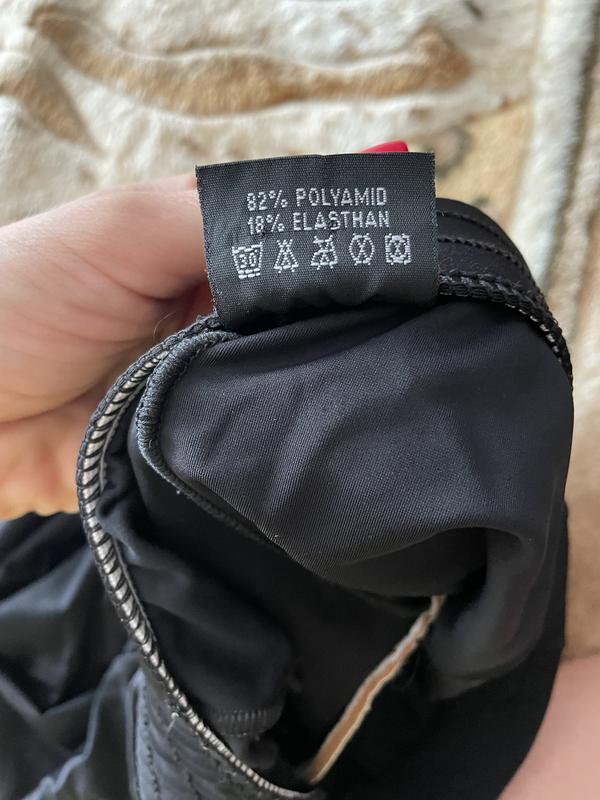 82% POLYAMID
18% ELASTHAN
30